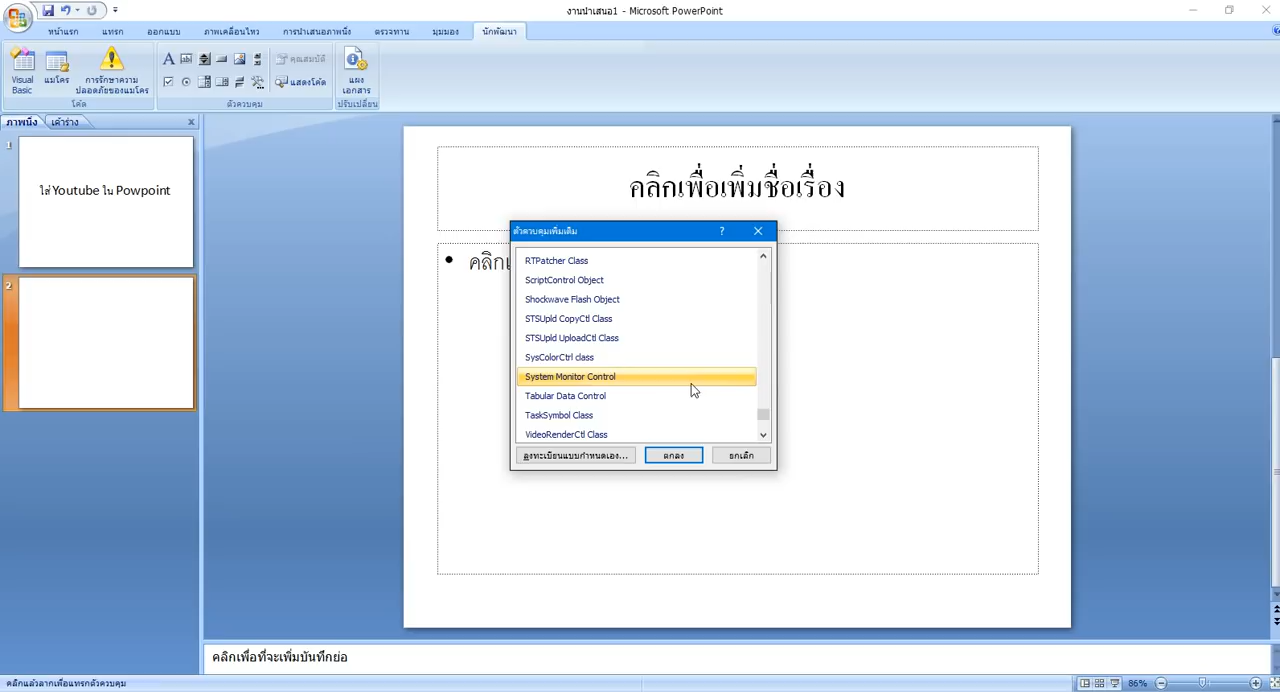 งานนำเสนอ1 - Microsoft PowerPoint
หน้าแรก แทรก ออกแบบ ภาพเคลื่อนไหว การนำเสนอภาพนิ่ง ตรวจทาน มุมมอง นักพัฒนา
Visual Basic
แมโคร
การรักษาความ
ปลอดภัยของแมโคร
โค้ด
คุณสมบัติ
แสดงโค้ด
ตัวควบคุม
แผง
เอกสาร
ปรับเปลี่ยน
ภาพนิ่ง เค้าร่าง
1
ใส่ Youtube ใน Powpoint
2
คลิกเพื่อเพิ่มชื่อเรื่อง
• คลิกเ
ตัวควบคุมเพิ่มเติม
RTPatcher Class
ScriptControl Object
Shockwave Flash Object
STSUpld CopyCtl Class
STSUpld UploadCtl Class
SysColorCtrl class
System Monitor Control
Tabular Data Control
TaskSymbol Class
VideoRenderCtl Class
ลงทะเบียนแบบกำหนดเอง... ตกลง ยกเลิก
คลิกเพื่อที่จะเพิ่มบันทึกย่อ
คลิกแล้วลากเพื่อแทรกตัวควบคุม 86%